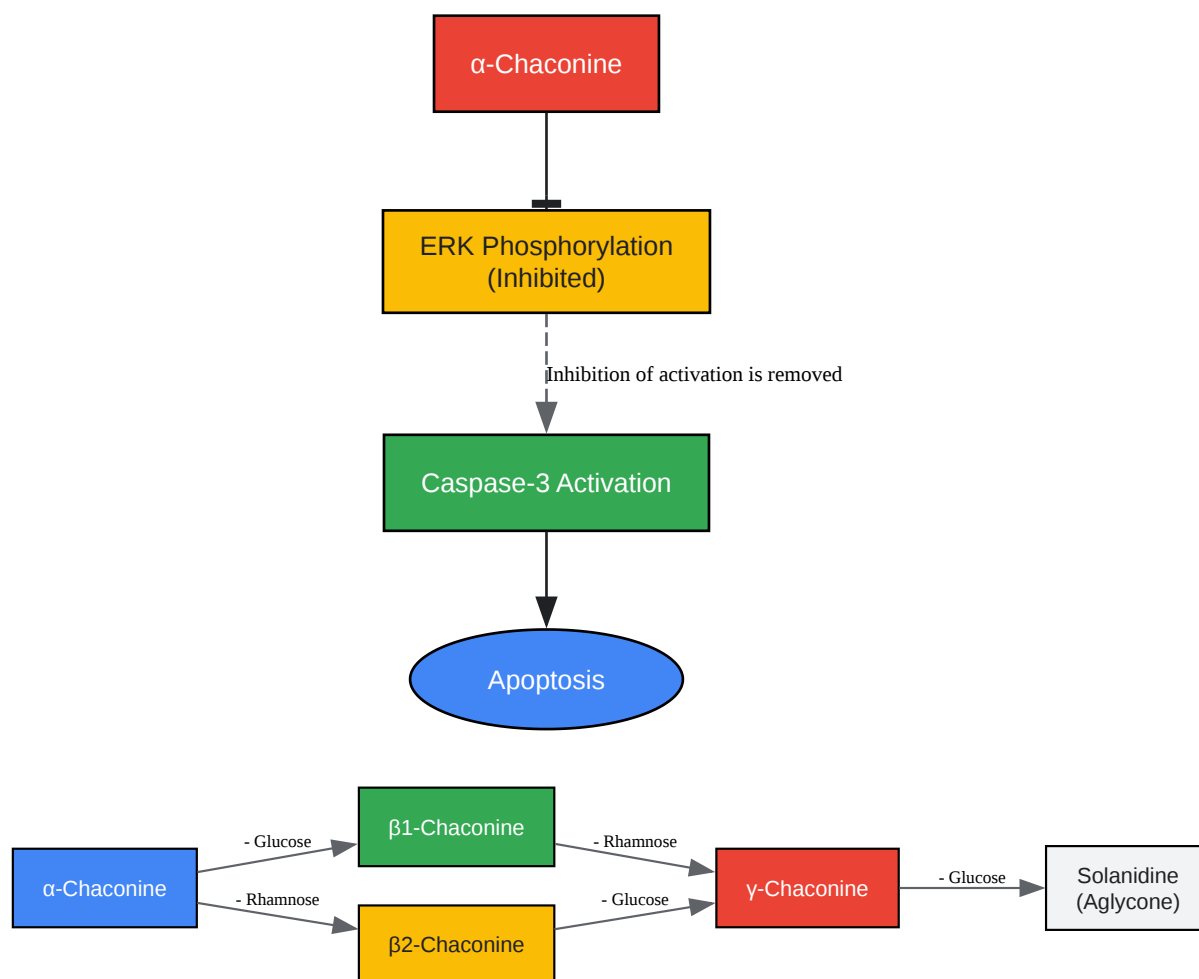 α-Chaconine
ERK Phosphorylation
(Inhibited)
Inhibition of activation is removed
Caspase-3 Activation
Apoptosis
α-Chaconine
- Glucose
- Rhamnose
β1-Chaconine
β2-Chaconine
- Rhamnose
- Glucose
γ-Chaconine
- Glucose
Solanidine
(Aglycone)